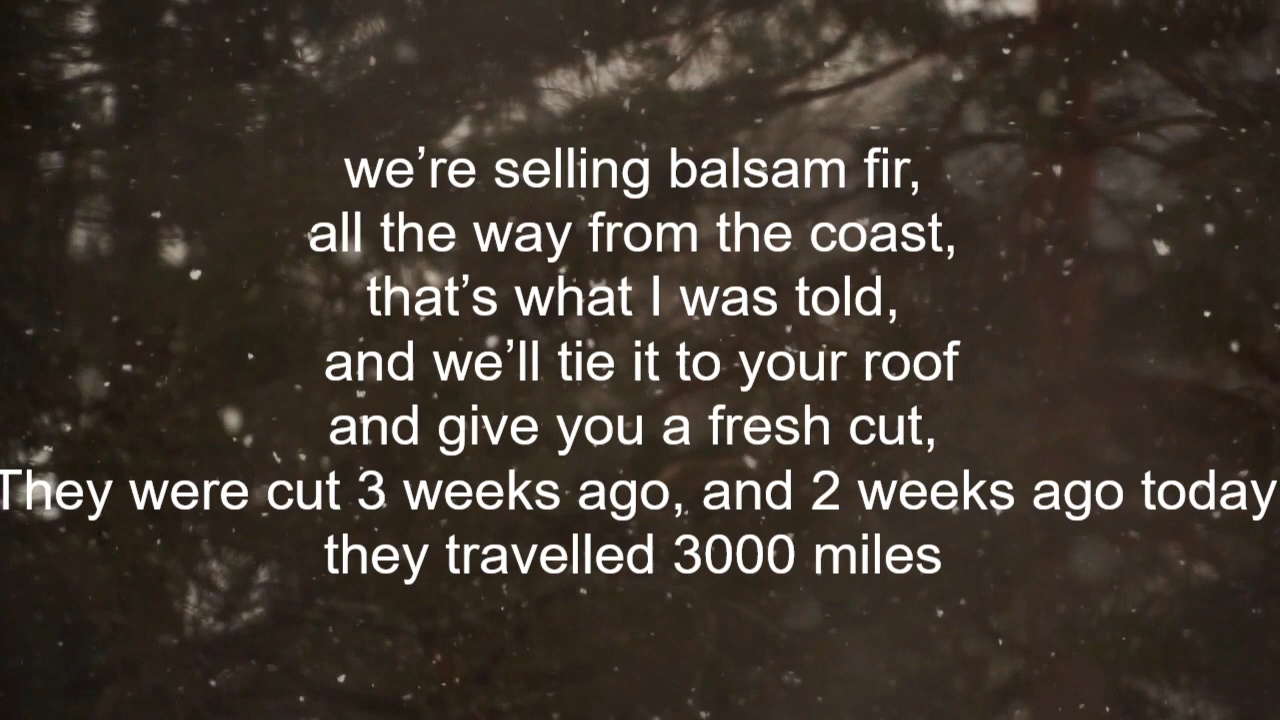 we’re selling balsam fir,
all the way from the coast,
that’s what I was told,
and we’ll tie it to your roof
and give you a fresh cut,
They were cut 3 weeks ago, and 2 weeks ago today
they travelled 3000 miles